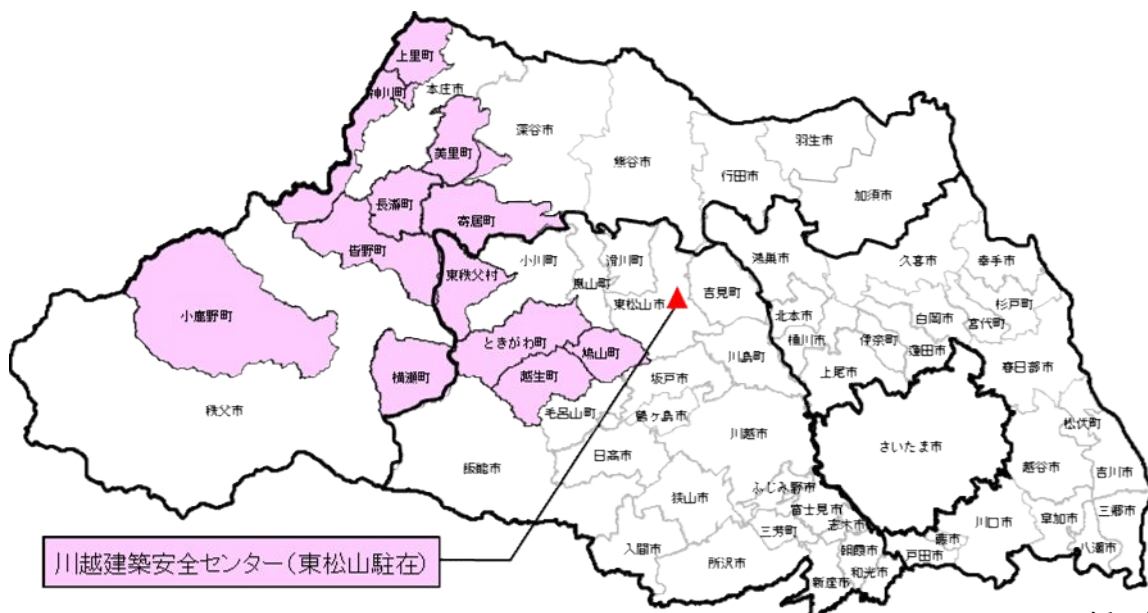 上里町
神川町
本庄市
美里町
深谷市
熊谷市
行田市
羽生市
加須市
長瀞町
寄居町
皆野町
東秩父村
小川町
嵐山町
滑川町
東松山市
吉見町
鴻巣市
久喜市
幸手市
杉戸町
宮代町
白岡市
北本市
桶川市
伊奈町
蓮田市
上尾市
春日部市
小鹿野町
ときがわ町
鳩山町
川島町
横瀬町
越生町
坂戸市
秩父市
毛呂山町
鶴ヶ島市
川越市
さいたま市
松伏町
日高市
飯能市
越谷市
吉川市
狭山市
ふじみ野市
富士見市
三芳町
志木市
川口市
草加市
三郷市
入間市
所沢市
朝霞市
戸田市
蕨市
八潮市
新座市
和光市
川越建築安全センター(東松山駐在)